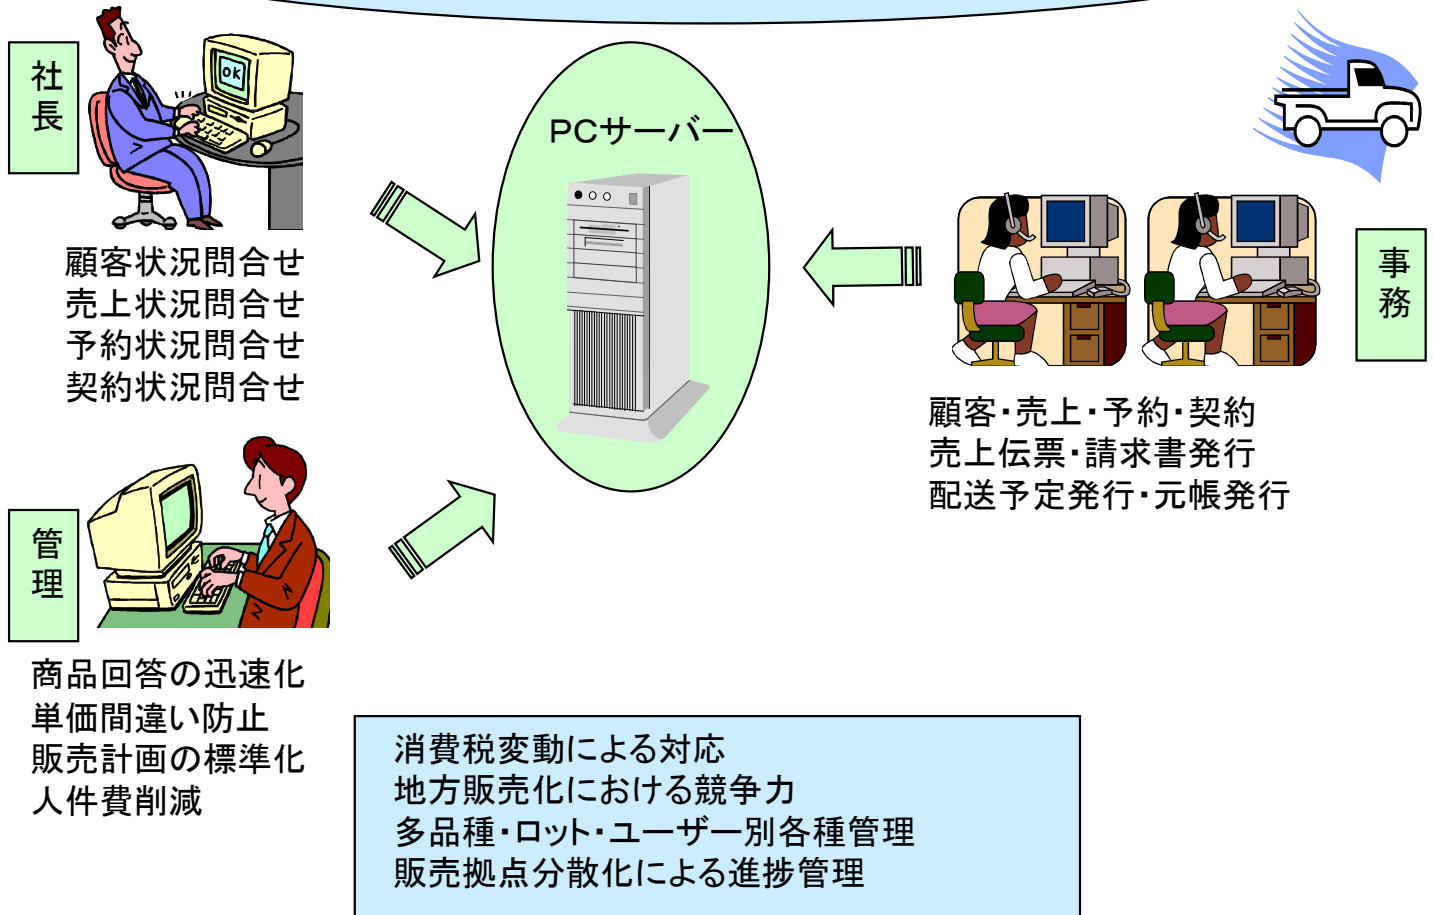 社長
OK
顧客状況問合せ
売上状況問合せ
予約状況問合せ
契約状況問合せ
PCサーバー
事務
顧客・売上・予約・契約
売上伝票・請求書発行
配送予定発行・元帳発行
管理
商品回答の迅速化
単価間違い防止
販売計画の標準化
人件費削減
消費税変動による対応
地方販売化における競争力
多品種・ロット・ユーザー別各種管理
販売拠点分散化による進捗管理